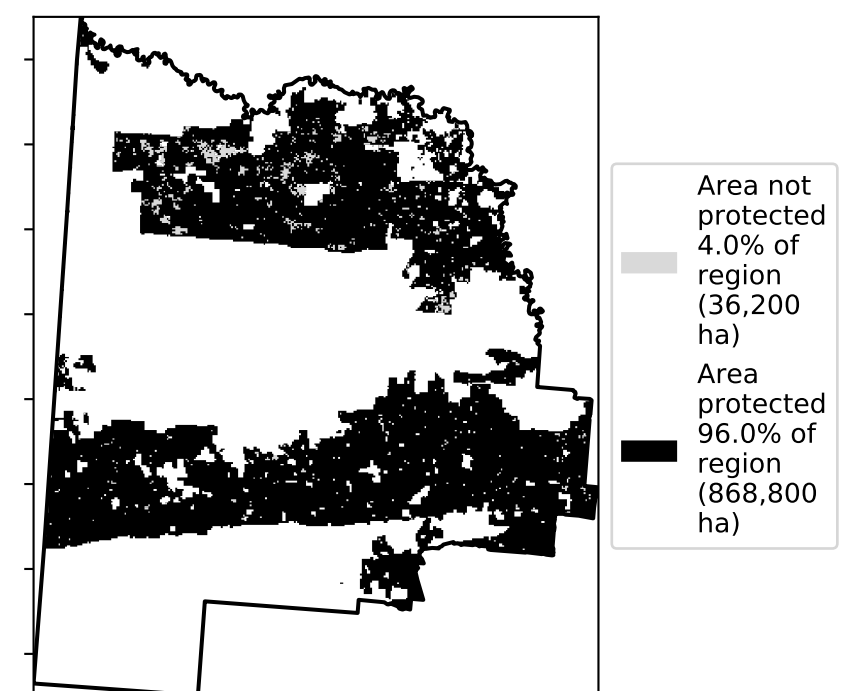 Area not
protected
4.0% of
region
(36,200
ha)
Area
protected
96.0% of
region
(868,800
ha)